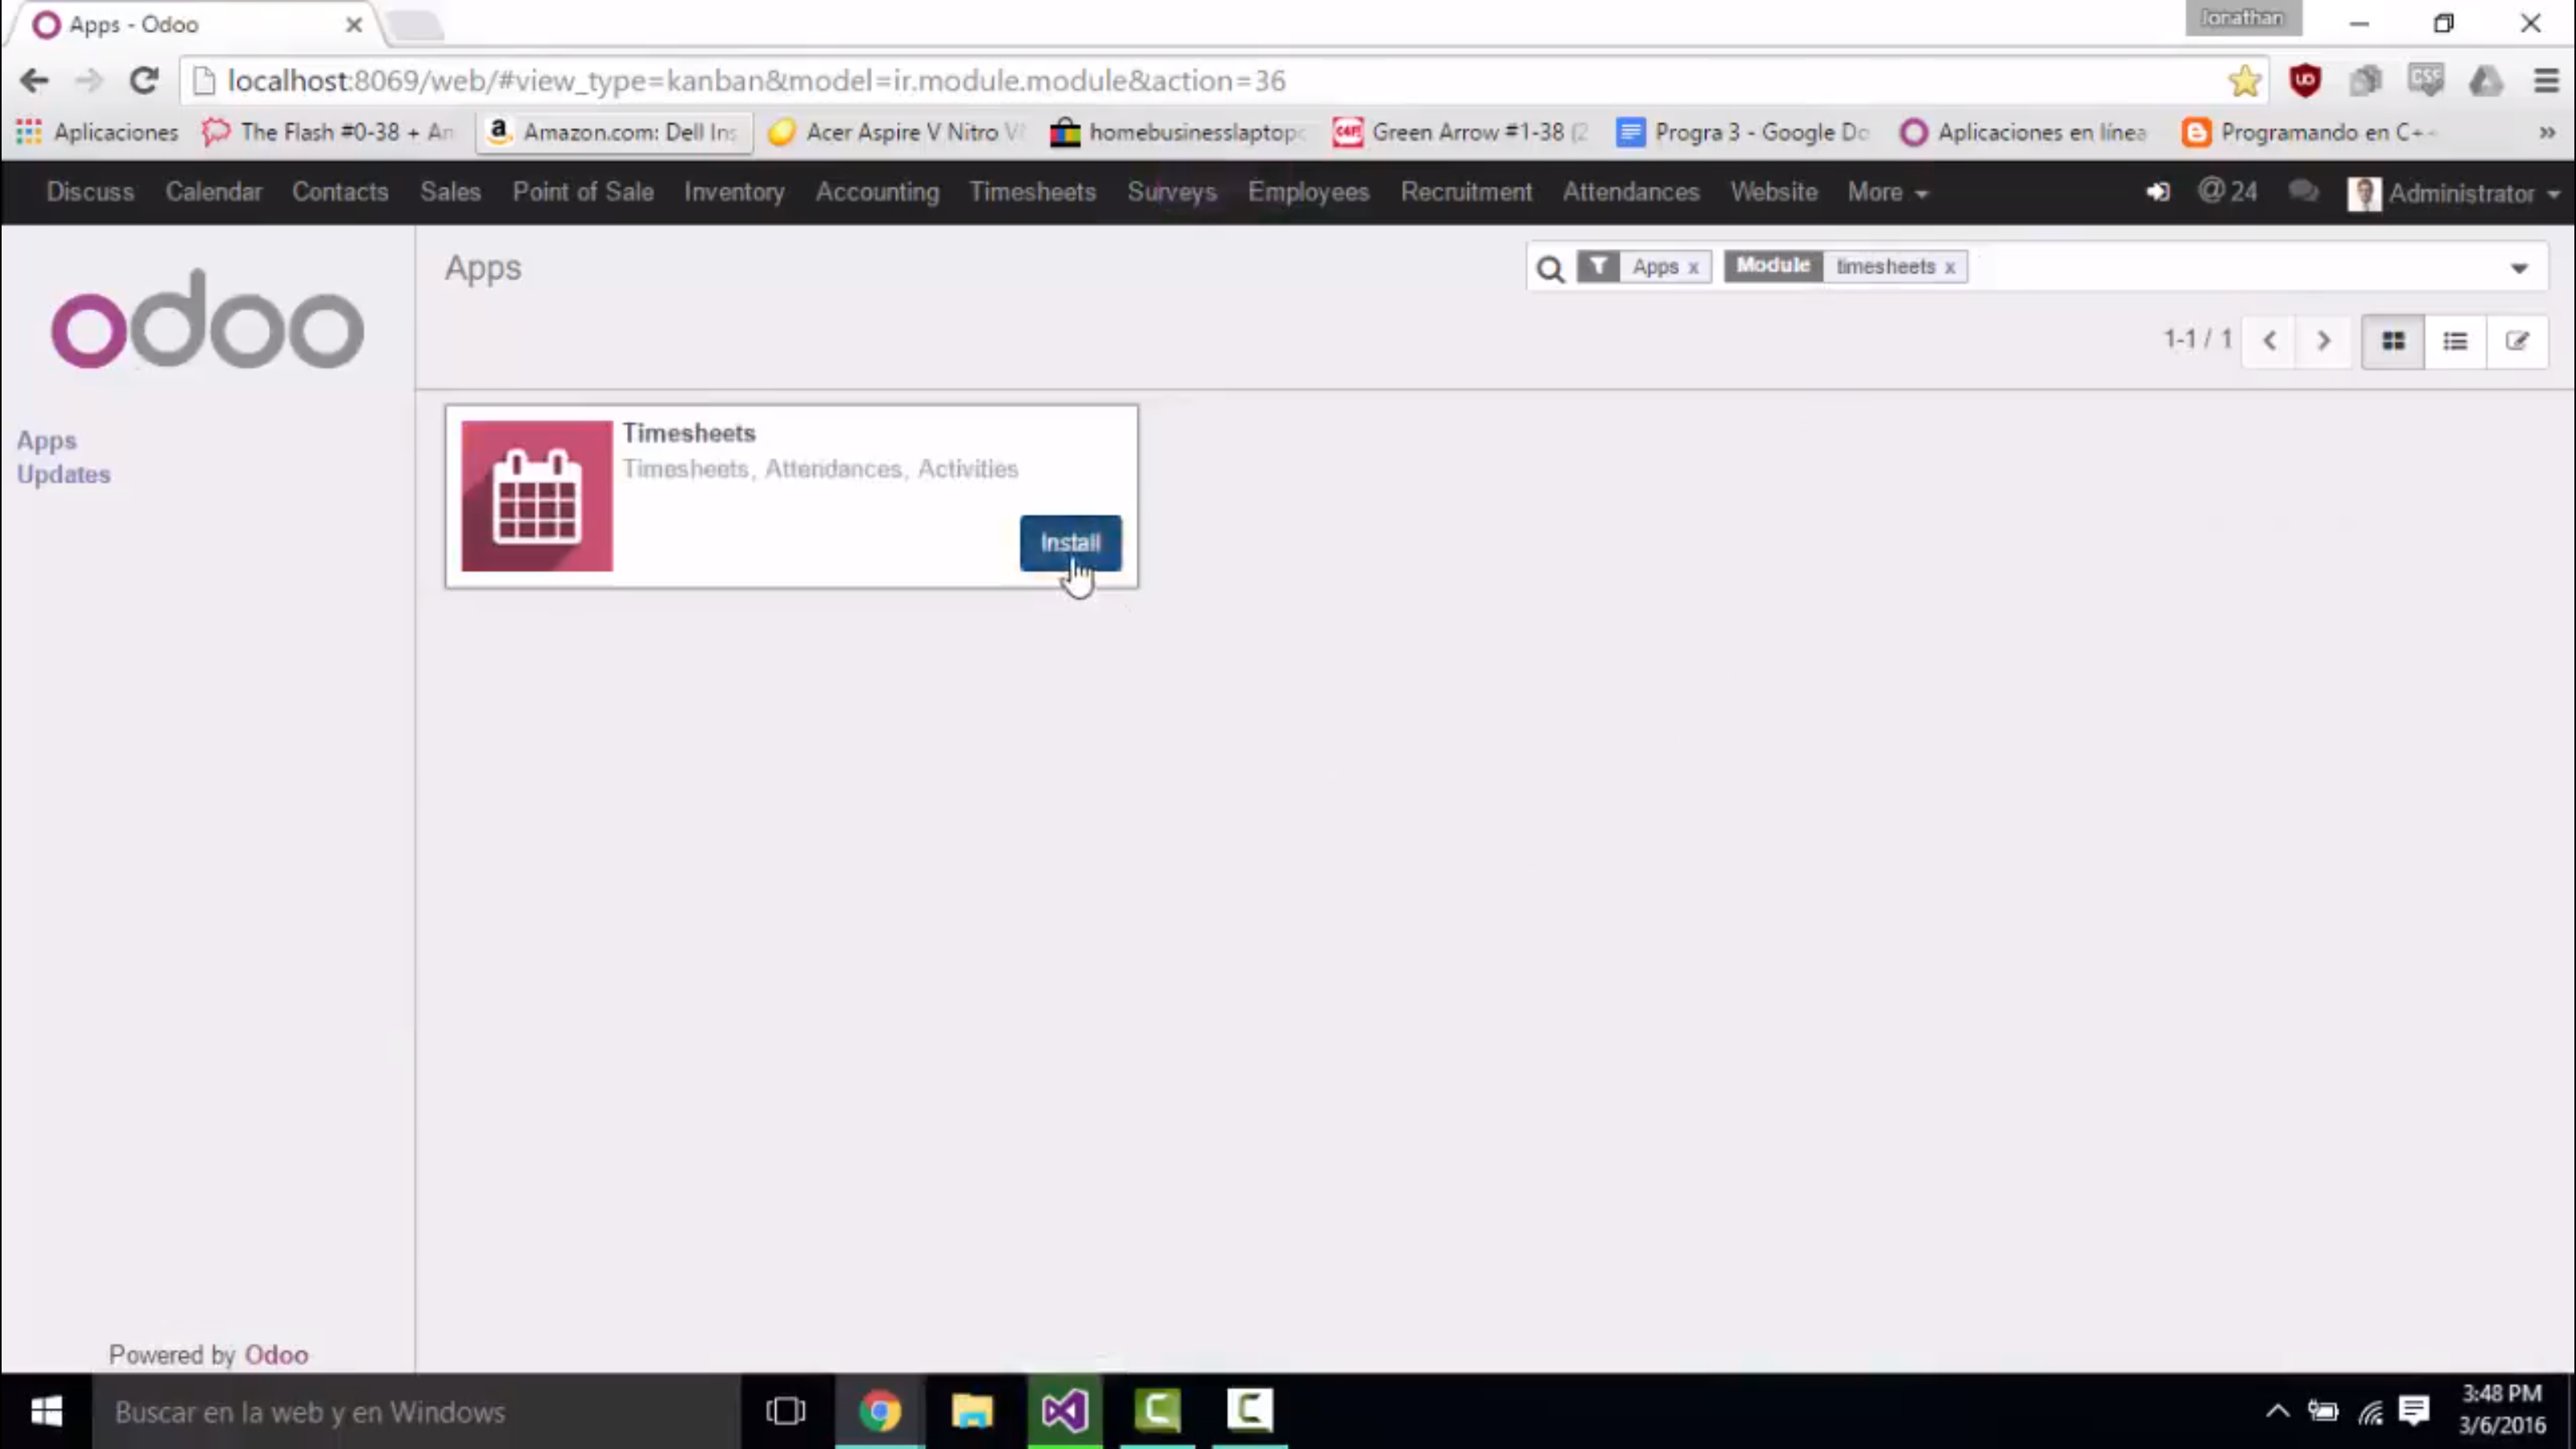 Apps - Odoo
Jonathan
localhost:8069/web/#view_type=kanban&model=ir.module.module&action=36
Aplicaciones The Flash #0-38 + An Amazon.com: Dell Ins Acer Aspire V Nitro homebusinesslaptop Green Arrow #1-38 (2 Progra 3 - Google Do Aplicaciones en línea Programando en C+
Discuss Calendar Contacts Sales Point of Sale Inventory Accounting Timesheets Surveys Employees Recruitment Attendances Website More @ 24 Administrator
odoo
Apps
Apps x Module timesheets x
1-1 / 1
Apps
Updates
Timesheets
Timesheets, Attendances, Activities
Install
Powered by Odoo
Buscar en la web y en Windows
3:48 PM
3/6/2016